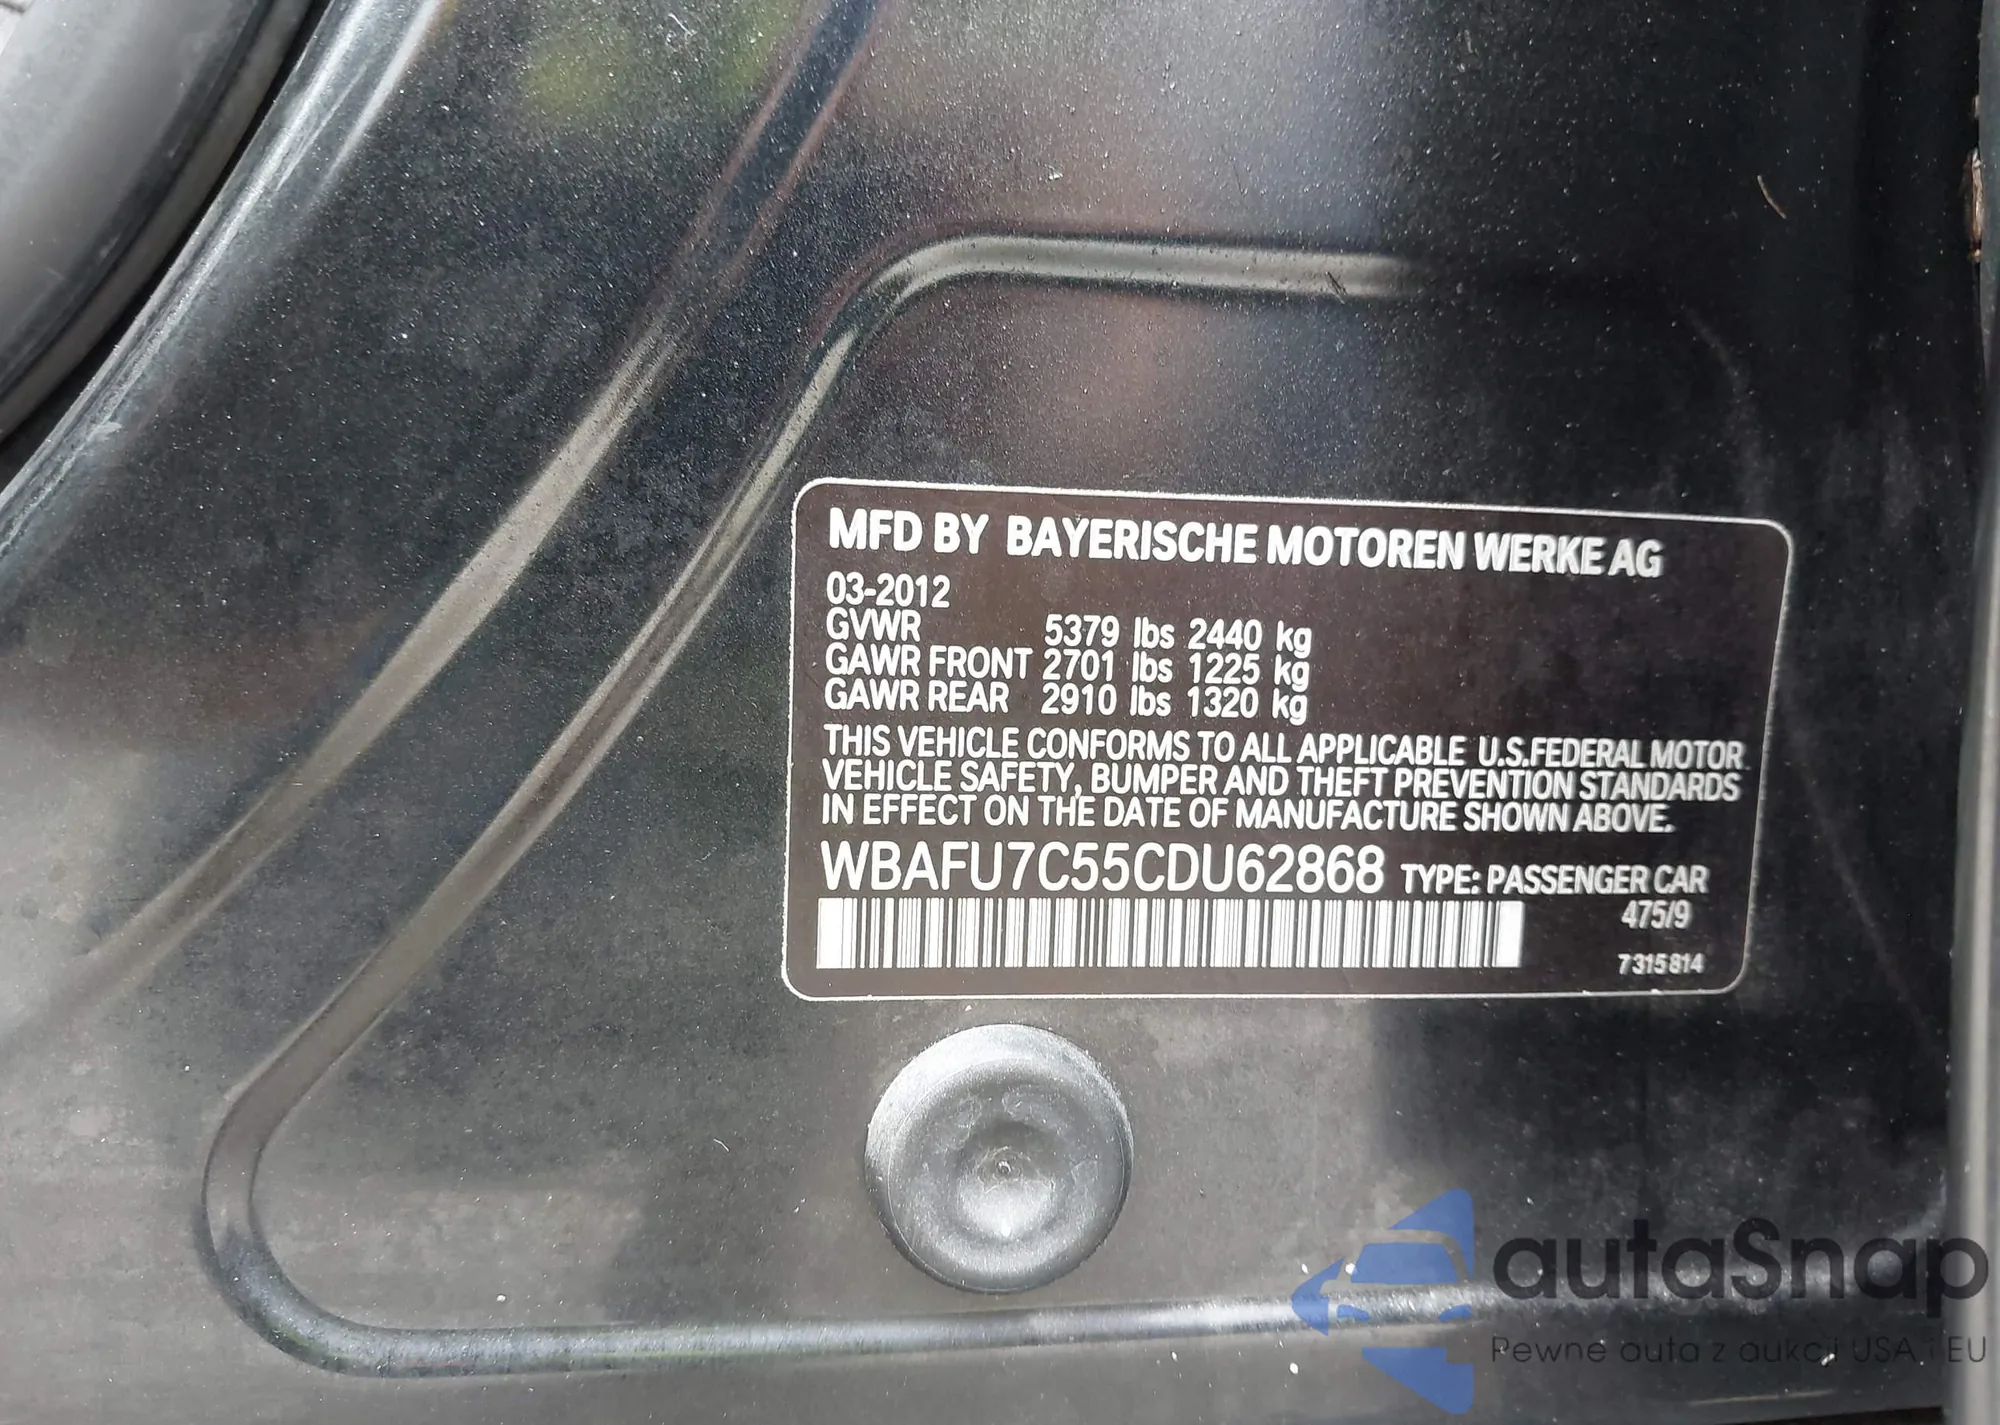 MFD BY BAYERISCHE MOTOREN WERKE AG
03-2012
GVWR 5379 lbs 2440 kg
GAWR FRONT 2701 lbs 1225 kg
GAWR REAR 2910 lbs 1320 kg
THIS VEHICLE CONFORMS TO ALL APPLICABLE U.S.FEDERAL MOTOR
VEHICLE SAFETY, BUMPER AND THEFT PREVENTION STANDARDS
IN EFFECT ON THE DATE OF MANUFACTURE SHOWN ABOVE.
WBAFU7C55CDU62868 TYPE: PASSENGER CAR
475/9
7315814
autaSnap
Pewne auta z aukcji USA i EU